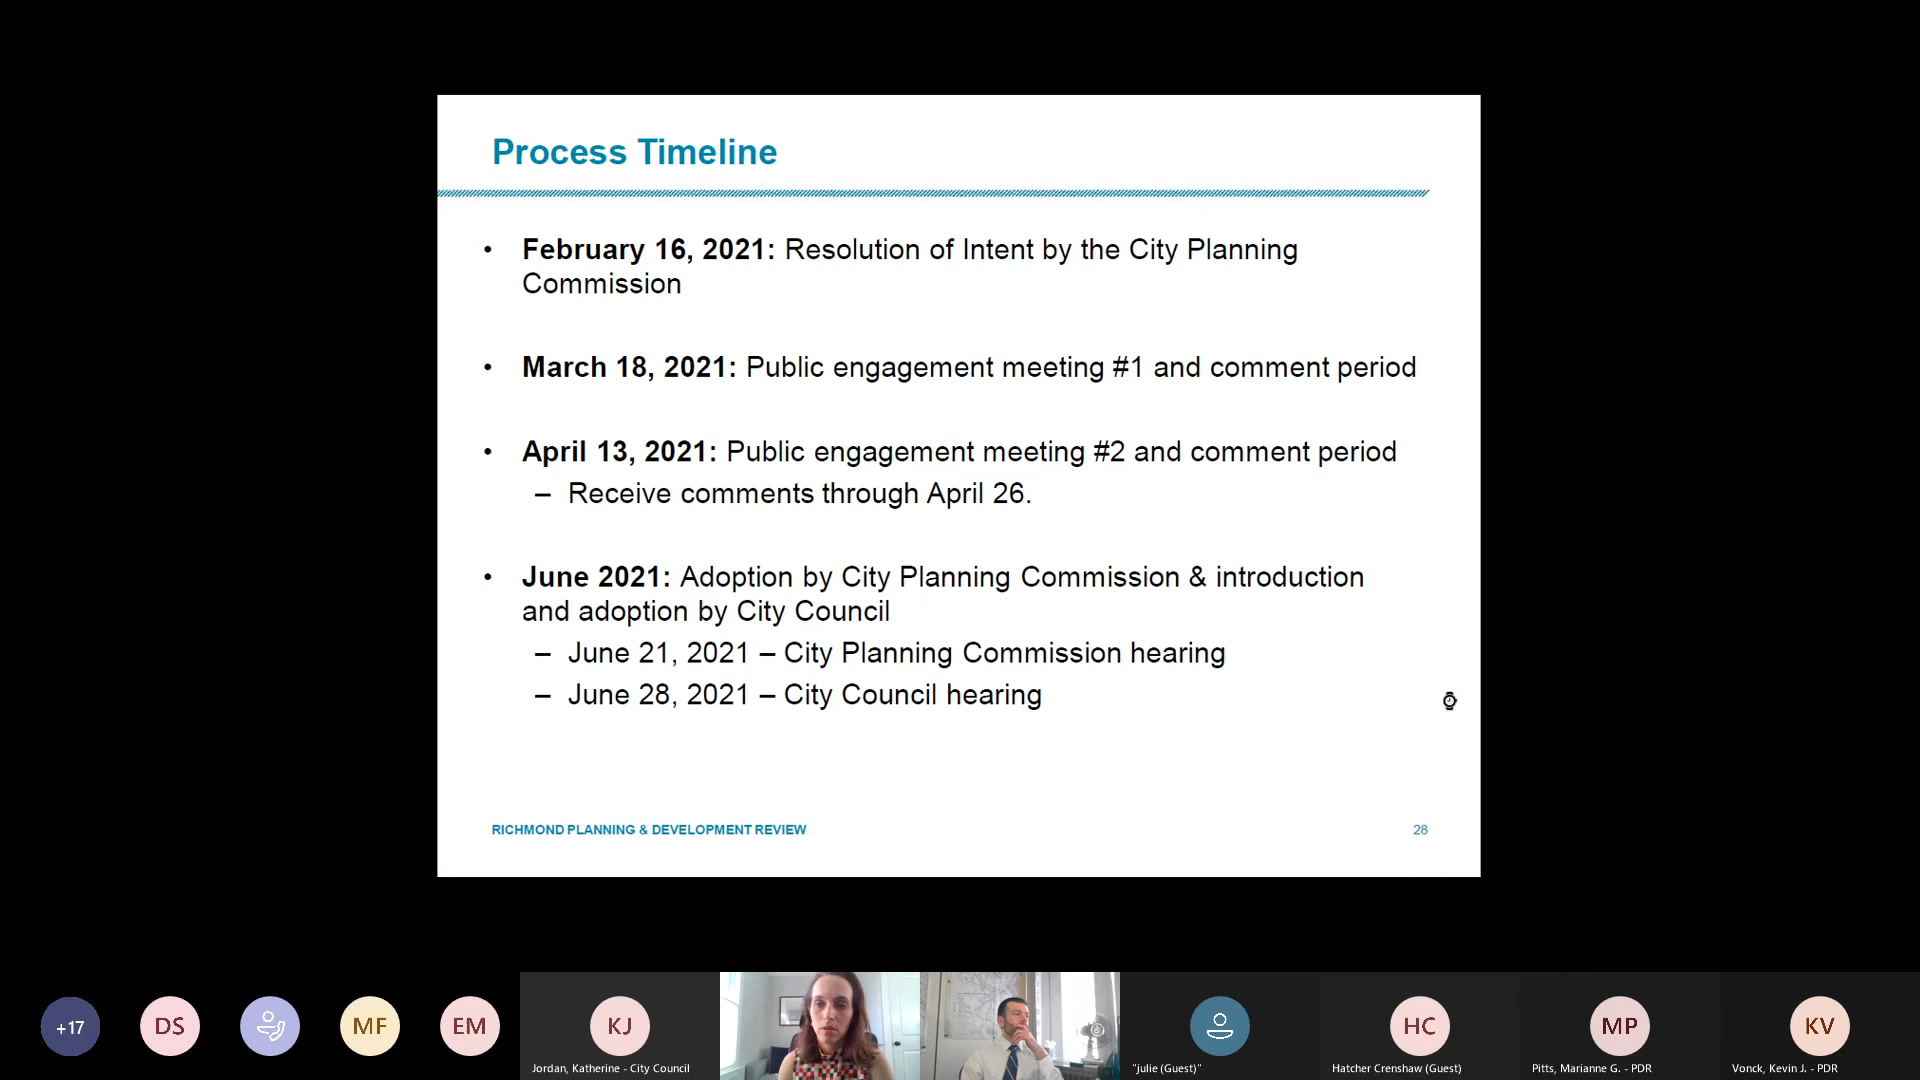 Process Timeline
• February 16, 2021: Resolution of Intent by the City Planning
Commission
• March 18, 2021: Public engagement meeting #1 and comment period
• April 13, 2021: Public engagement meeting #2 and comment period
– Receive comments through April 26.
• June 2021: Adoption by City Planning Commission & introduction
and adoption by City Council
– June 21, 2021 – City Planning Commission hearing
– June 28, 2021 – City Council hearing
RICHMOND PLANNING & DEVELOPMENT REVIEW
28
+17
DS
MF
EM
KJ
HC
MP
KV
Jordan, Katherine - City Council
"julie (Guest)"
Hatcher Crenshaw (Guest)
Pitts, Marianne G. - PDR
Vonck, Kevin J. - PDR